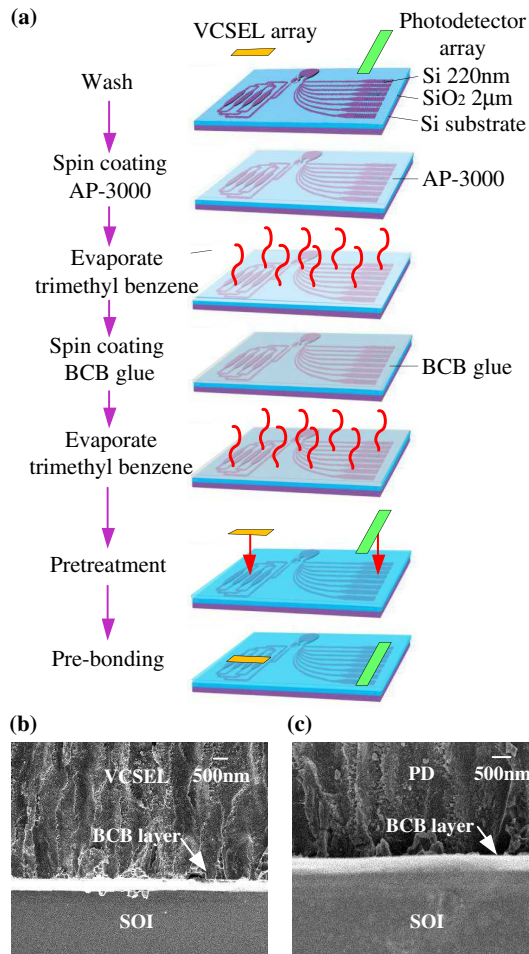 (a)
VCSEL array
Photodetector
array
Wash
Si 220nm
SiO₂ 2μm
Si substrate
Spin coating
AP-3000
AP-3000
Evaporate
trimethyl benzene
Spin coating
BCB glue
BCB glue
Evaporate
trimethyl benzene
Pretreatment
Pre-bonding
(b)
VCSEL
500nm
BCB layer
SOI
(c)
PD
500nm
BCB layer
SOI